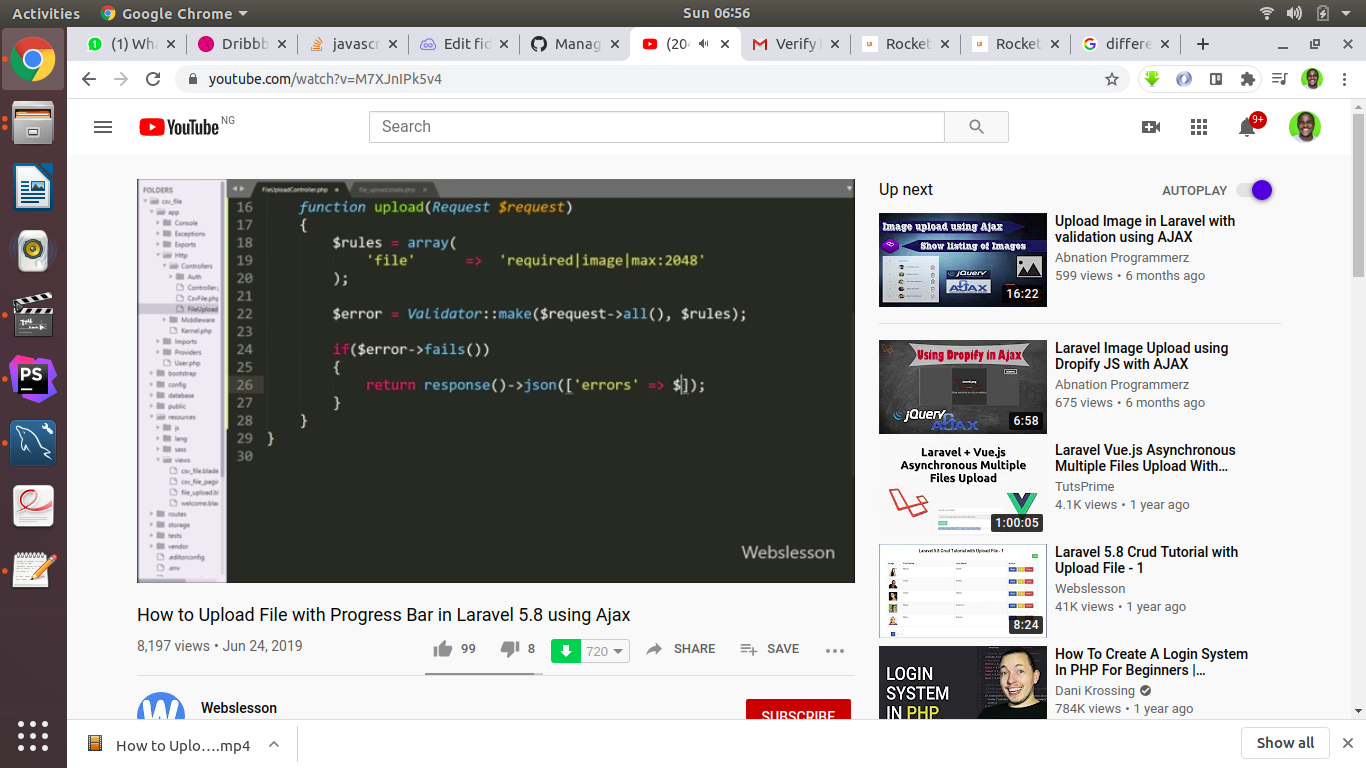 Activities
Google Chrome
Sun 06:56
(1) Wha
Dribbb
javascr
Edit fid
Manag
(204
Verify
Rocket
Rocket
differe
youtube.com/watch?v=M7XJnIPk5v4
YouTube NG
Search
9+
FOLDERS
csv_file
app
Console
Exceptions
Exports
Http
Controllers
Auth
Controller.
CsvFile.php
FileUpload
Middleware
Kernel.php
Imports
Providers
User.php
bootstrap
config
database
public
resources
js
lang
sass
views
csv_file.blade
csv_file_pagin
file_upload.bl
welcome.blad
routes
storage
tests
vendor
.editorconfig
.env
FileUploadController.php
file_upload.blade.php
16 function upload(Request $request)
17 {
18 $rules = array(
19 'file' => 'required|image|max:2048'
20 );
21
22 $error = Validator::make($request->all(), $rules);
23
24 if($error->fails())
25 {
26 return response()->json(['errors' => $]);
27 }
28 }
29 }
30
Webslesson
How to Upload File with Progress Bar in Laravel 5.8 using Ajax
8,197 views • Jun 24, 2019
99
8
720
SHARE
SAVE
W
Webslesson
SUBSCRIBE
Up next
AUTOPLAY
Image upload using Ajax
Show listing of Images
jQuery
AJAX
16:22
Upload Image in Laravel with
validation using AJAX
Abnation Programmerz
599 views • 6 months ago
Using Dropify in Ajax
jQuery
AJAX
6:58
Laravel Image Upload using
Dropify JS with AJAX
Abnation Programmerz
675 views • 6 months ago
Laravel + Vue.js
Asynchronous Multiple
Files Upload
1:00:05
Laravel Vue.js Asynchronous
Multiple Files Upload With…
TutsPrime
4.1K views • 1 year ago
Laravel 5.8 Crud Tutorial with Upload File - 1
8:24
Laravel 5.8 Crud Tutorial with
Upload File - 1
Webslesson
41K views • 1 year ago
LOGIN
SYSTEM
IN PHP
How To Create A Login System
In PHP For Beginners |…
Dani Krossing
784K views • 1 year ago
PS
How to Uplo….mp4
Show all